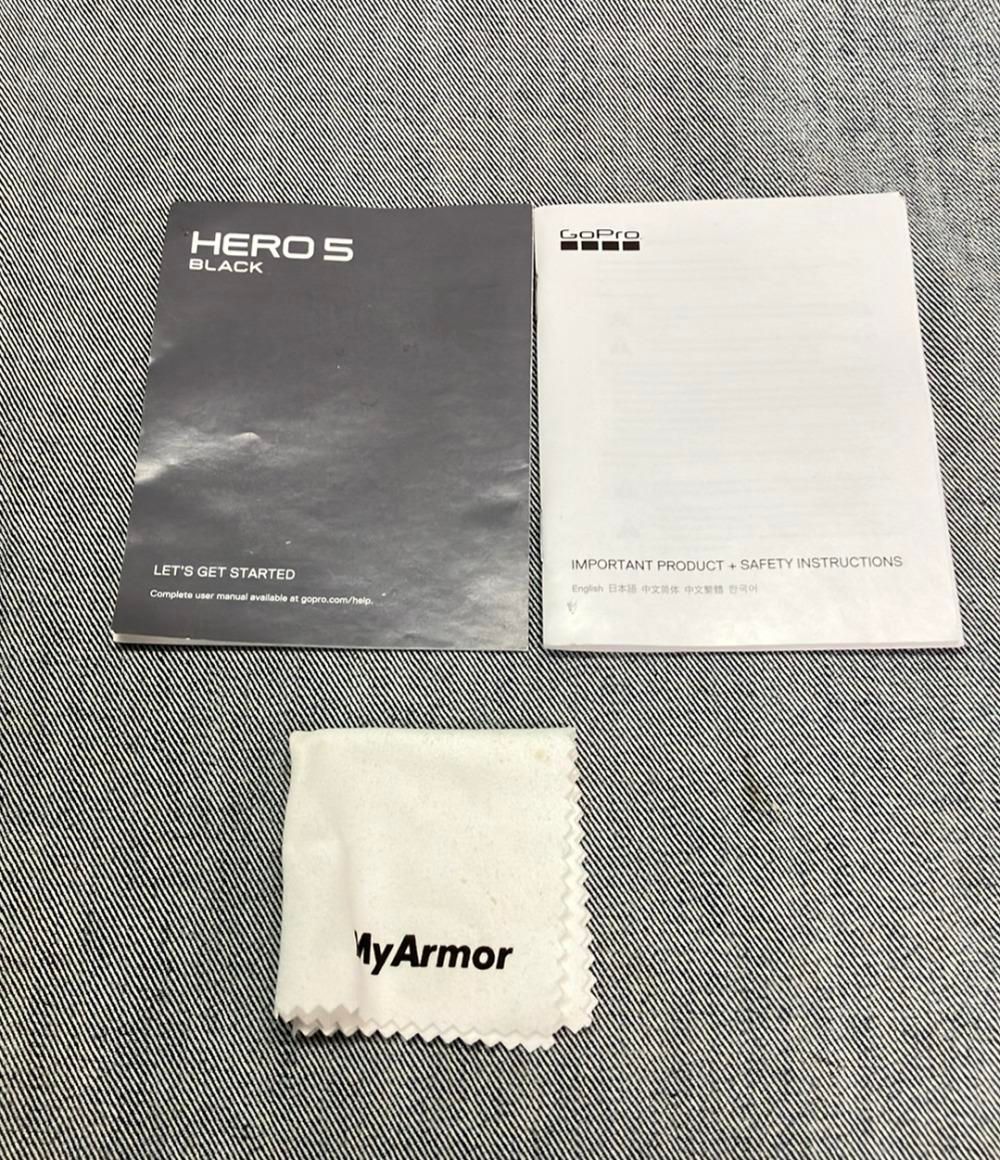 HERO 5
BLACK
LET'S GET STARTED
Complete user manual available at gopro.com/help.
GoPro
IMPORTANT PRODUCT + SAFETY INSTRUCTIONS
English 日本語 中文简体 中文繁體 한국어
MyArmor